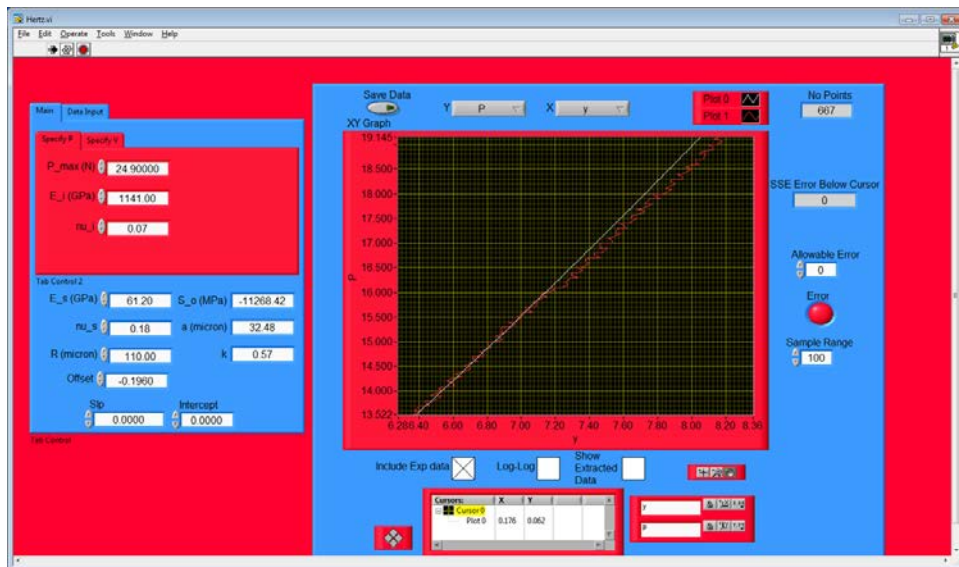 Hertz.vi
File Edit Operate Tools Window Help
Main Data Input
Specify P Specify Y
P_max (N) 24.90000
E_i (GPa) 1141.00
nu_i 0.07
Tab Control 2
E_s (GPa) 61.20 S_o (MPa) -11268.42
nu_s 0.18 a (micron) 32.48
R (micron) 110.00 k 0.57
Offset -0.1960
Slp Intercept
0.0000 0.0000
Tab Control
Save Data
Y P X y
Plot 0
Plot 1
XY Graph
19.145
18.500
18.000
17.500
17.000
16.500
16.000
15.500
15.000
14.500
14.000
13.522
P
6.286 6.40 6.60 6.80 7.00 7.20 7.40 7.60 7.80 8.00 8.20 8.36
y
No Points
667
SSE Error Below Cursor
0
Allowable Error
0
Error
Sample Range
100
Include Exp data Log-Log Show Extracted Data
Cursors: X Y
Cursor 0
Plot 0 0.176 0.062
y
p